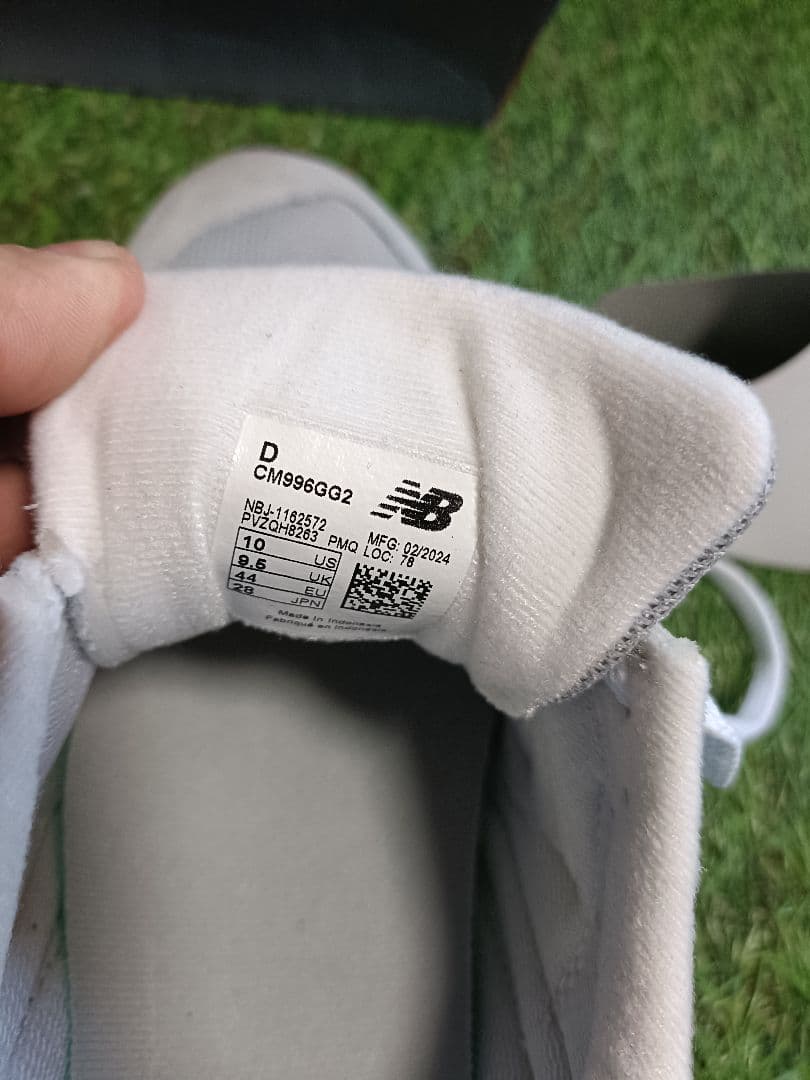 D
CM996GG2
NB
NBJ-1162572
PVZQH8263 PMQ
MFG: 02/2024
LOC: 78
10 US
9.5 UK
44 EU
28 JPN
Made in Indonesia
Fabriqué en Indonésie